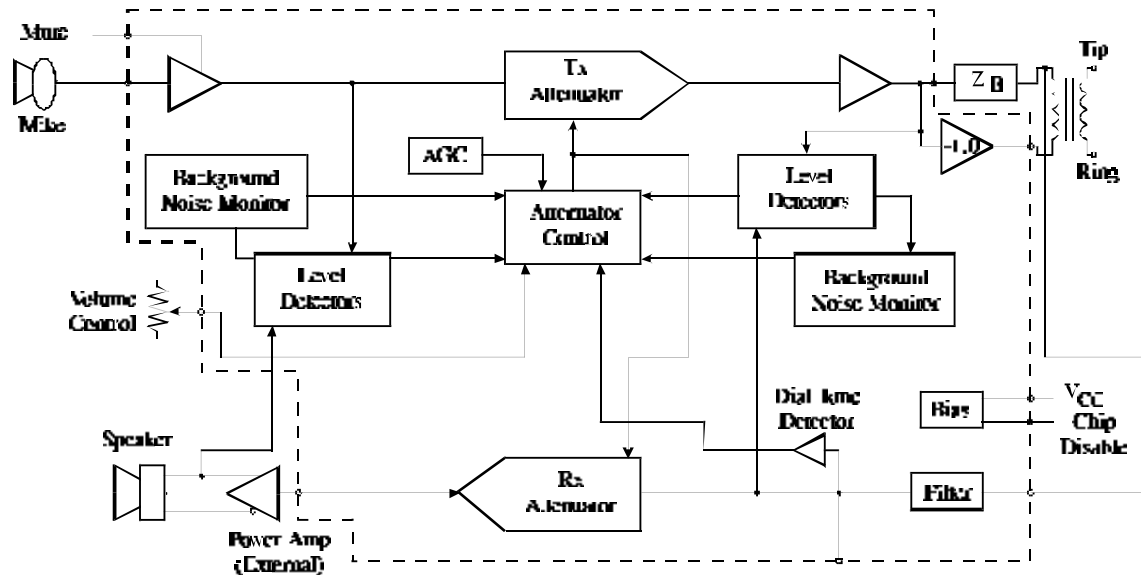 Mute
Mike
Tx
Attenuator
Z B
Tip
Ring
-1.0
AGC
Background
Noise Monitor
Level
Detectors
Attenuator
Control
Level
Detectors
Background
Noise Monitor
Volume
Control
Dial Tone
Detector
Bias
VCC
Chip
Disable
Speaker
Rx
Attenuator
Filter
Power Amp
(External)